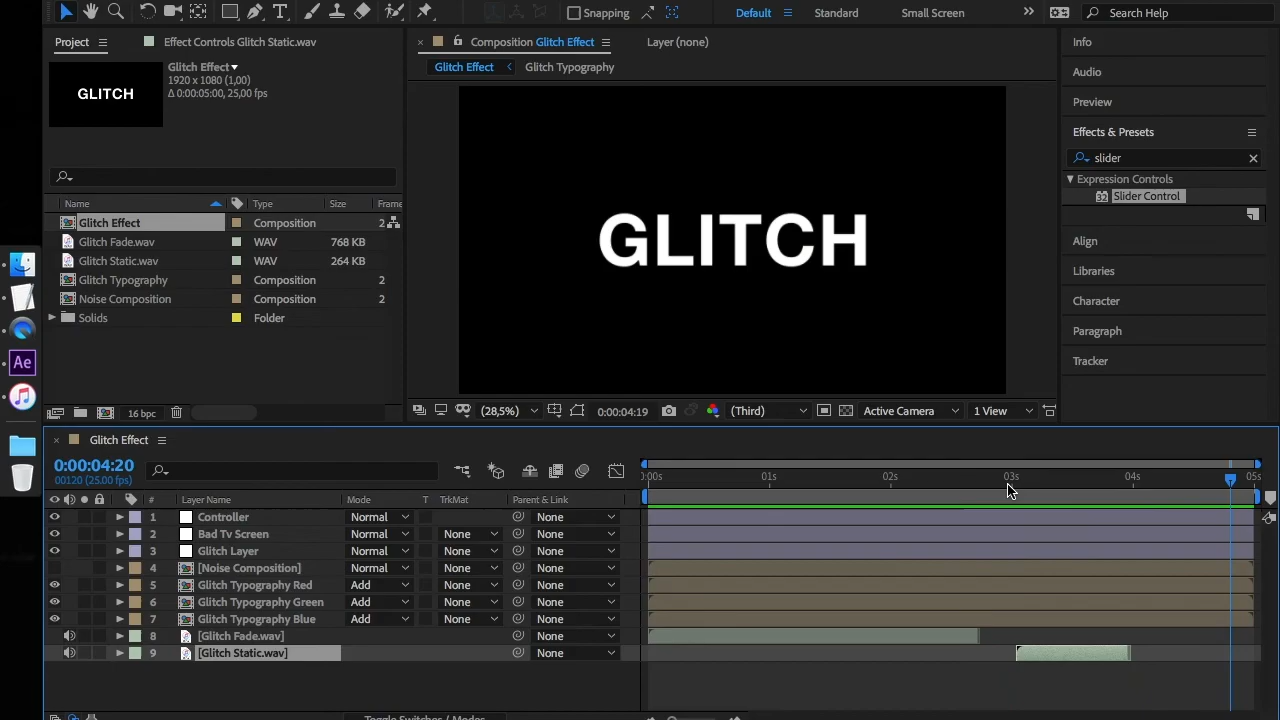 Snapping
Default
Standard
Small Screen
Search Help
Project
Effect Controls Glitch Static.wav
Composition Glitch Effect
Layer (none)
Info
Glitch Effect
1920 x 1080 (1,00)
Δ 0:00:05:00, 25,00 fps
GLITCH
Glitch Effect
Glitch Typography
Audio
Preview
Effects & Presets
slider
Expression Controls
32 Slider Control
GLITCH
Name
Type
Size
Frame
Glitch Effect
Composition
2
Glitch Fade.wav
WAV
768 KB
Glitch Static.wav
WAV
264 KB
Glitch Typography
Composition
2
Noise Composition
Composition
2
Solids
Folder
Align
Libraries
Character
Paragraph
Tracker
Ae
16 bpc
(28,5%)
0:00:04:19
(Third)
Active Camera
1 View
Glitch Effect
0:00:04:20
00120 (25.00 fps)
0:00s
01s
02s
03s
04s
05s
#
Layer Name
Mode
T
TrkMat
Parent & Link
1 Controller Normal None
2 Bad Tv Screen Normal None None
3 Glitch Layer Normal None None
4 [Noise Composition] Normal None None
5 Glitch Typography Red Add None None
6 Glitch Typography Green Add None None
7 Glitch Typography Blue Add None None
8 [Glitch Fade.wav] None
9 [Glitch Static.wav] None
Toggle Switches / Modes